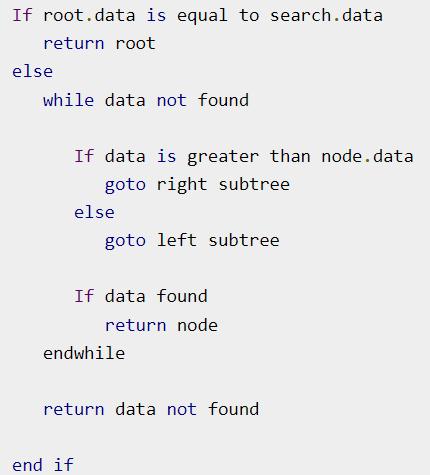 If root.data is equal to search.data
return root
else
while data not found
If data is greater than node.data
goto right subtree
else
goto left subtree
If data found
return node
endwhile
return data not found
end if